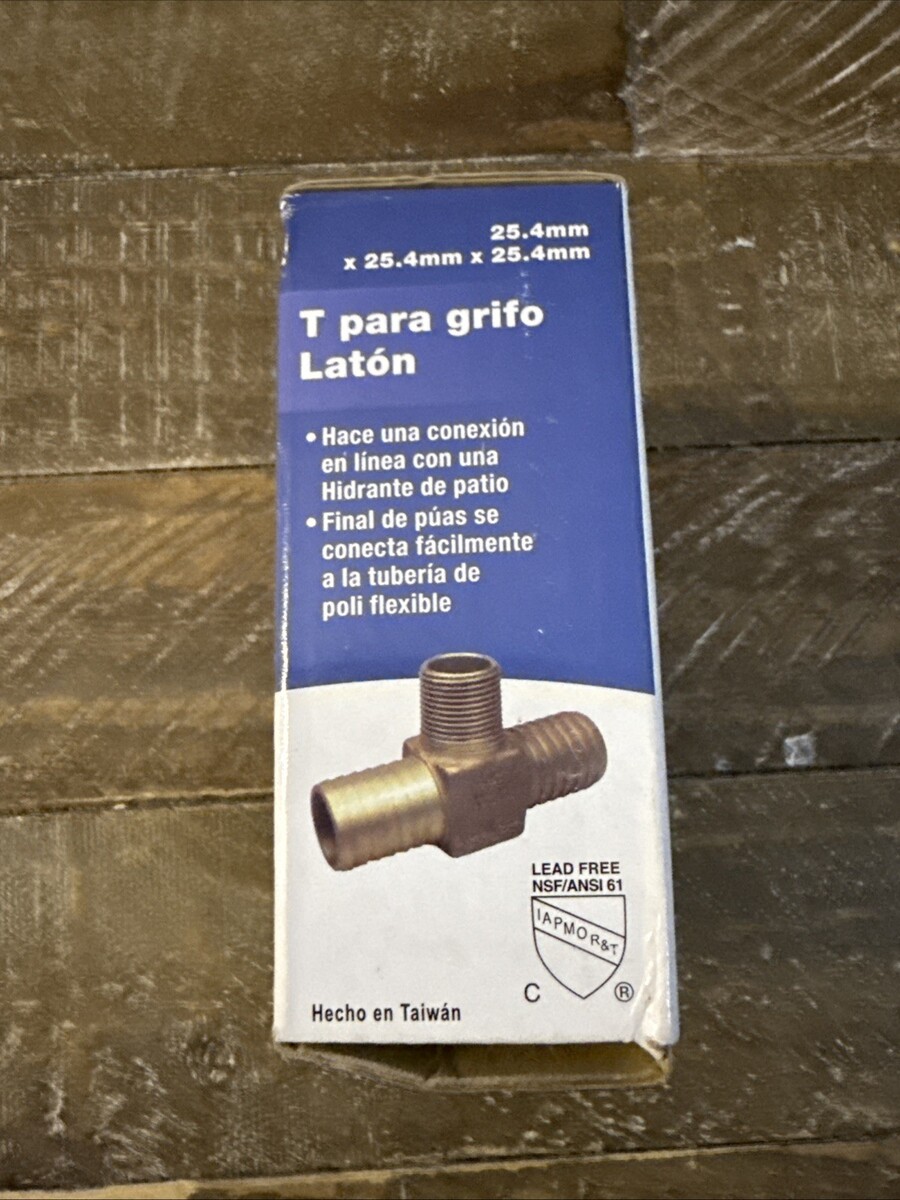 25.4mm
x 25.4mm x 25.4mm
T para grifo
Latón
• Hace una conexión
en línea con una
Hidrante de patio
• Final de púas se
conecta fácilmente
a la tubería de
poli flexible
LEAD FREE
NSF/ANSI 61
IAPMO R&T
C ®
Hecho en Taiwán